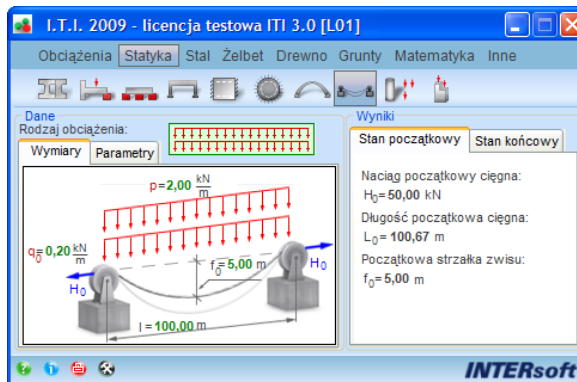 I.T.I. 2009 - licencja testowa ITI 3.0 [L01]
Obciążenia Statyka Stal Żelbet Drewno Grunty Matematyka Inne
Dane
Rodzaj obciążenia:
Wymiary Parametry
p=2,00 kN/m
q₀=0,20 kN/m
f₀=5,00 m
H₀
H₀
l = 100,00 m
Wyniki
Stan początkowy Stan końcowy
Naciąg początkowy cięgna:
H₀=50,00 kN
Długość początkowa cięgna:
L₀= 100,67 m
Początkowa strzałka zwisu:
f₀=5,00 m
INTERsoft